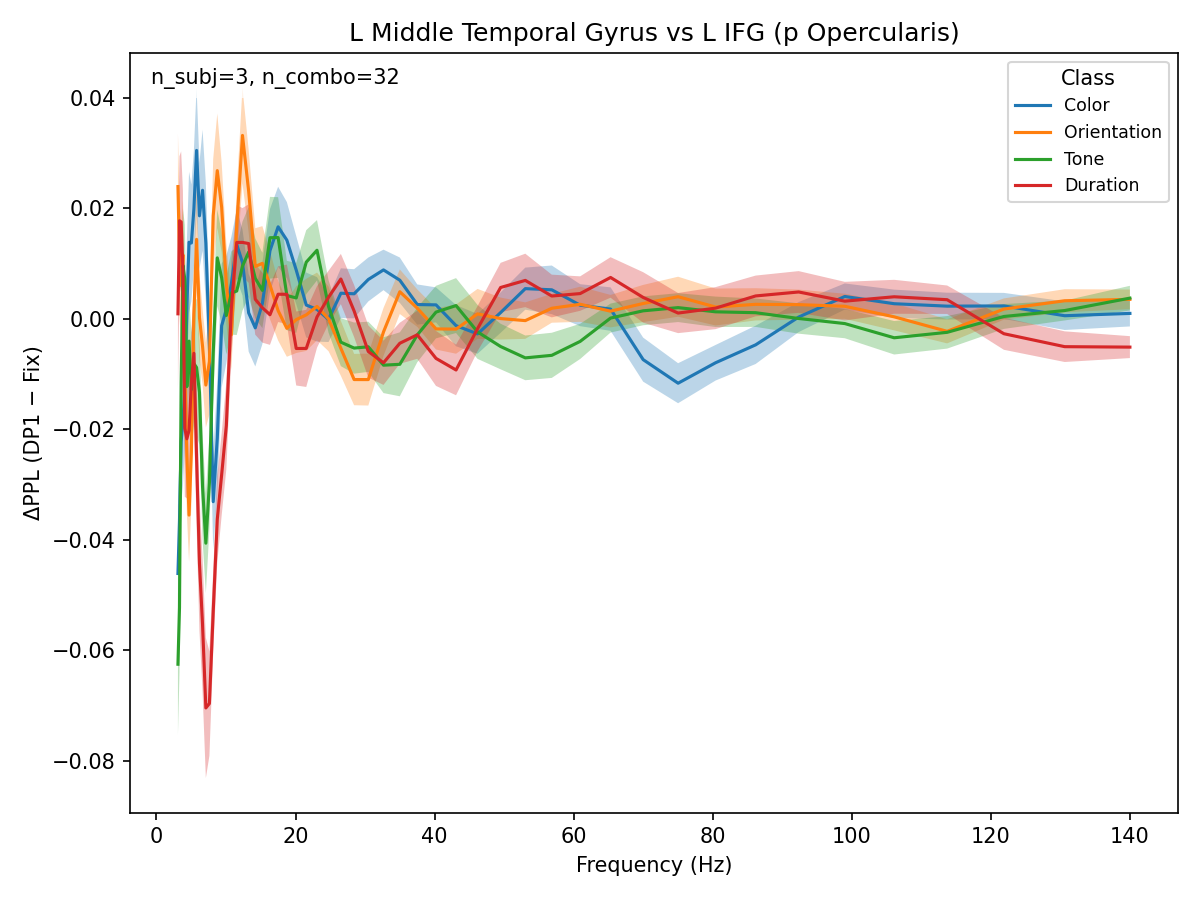 L Middle Temporal Gyrus vs L IFG (p Opercularis)
n_subj=3, n_combo=32
Class
Color
Orientation
Tone
Duration
ΔPPL (DP1 − Fix)
0.04
0.02
0.00
−0.02
−0.04
−0.06
−0.08
0 20 40 60 80 100 120 140
Frequency (Hz)